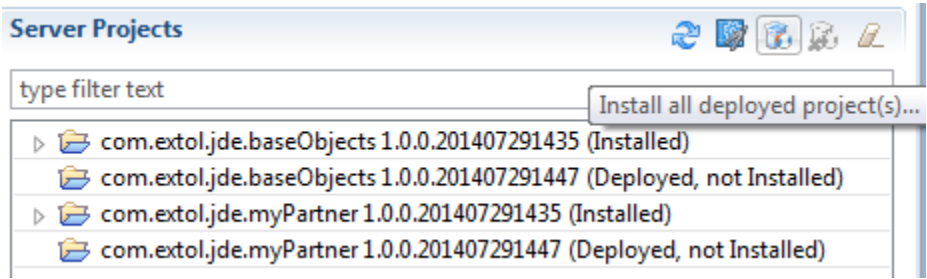 Server Projects
type filter text
Install all deployed project(s)...
com.extol.jde.baseObjects 1.0.0.201407291435 (Installed)
com.extol.jde.baseObjects 1.0.0.201407291447 (Deployed, not Installed)
com.extol.jde.myPartner 1.0.0.201407291435 (Installed)
com.extol.jde.myPartner 1.0.0.201407291447 (Deployed, not Installed)